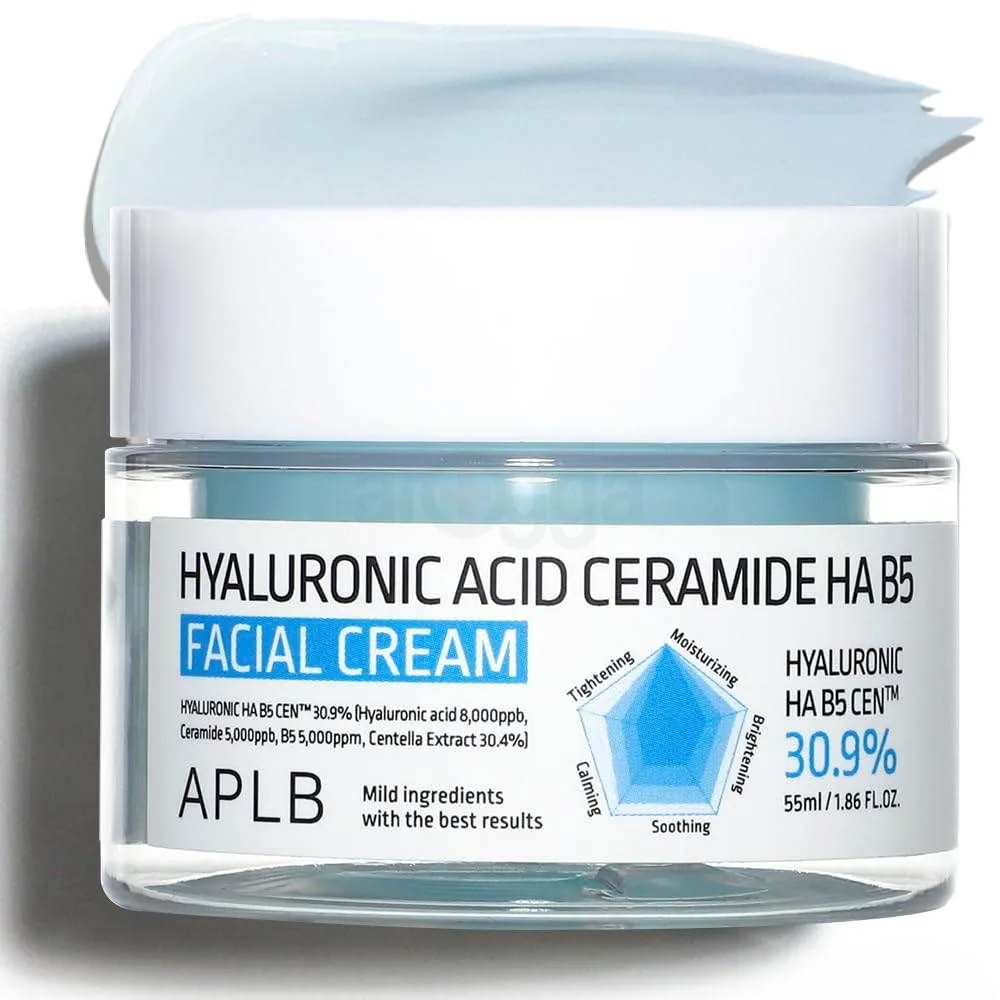 HYALURONIC ACID CERAMIDE HA B5
FACIAL CREAM
HYALURONIC HA B5 CEN™ 30.9% (Hyaluronic acid 8,000ppb,
Ceramide 5,000ppb, B5 5,000ppm, Centella Extract 30.4%)
APLB
Mild ingredients
with the best results
Moisturizing
Tightening
Brightening
Calming
Soothing
HYALURONIC
HA B5 CEN™
30.9%
55ml / 1.86 FL.OZ.
arogga